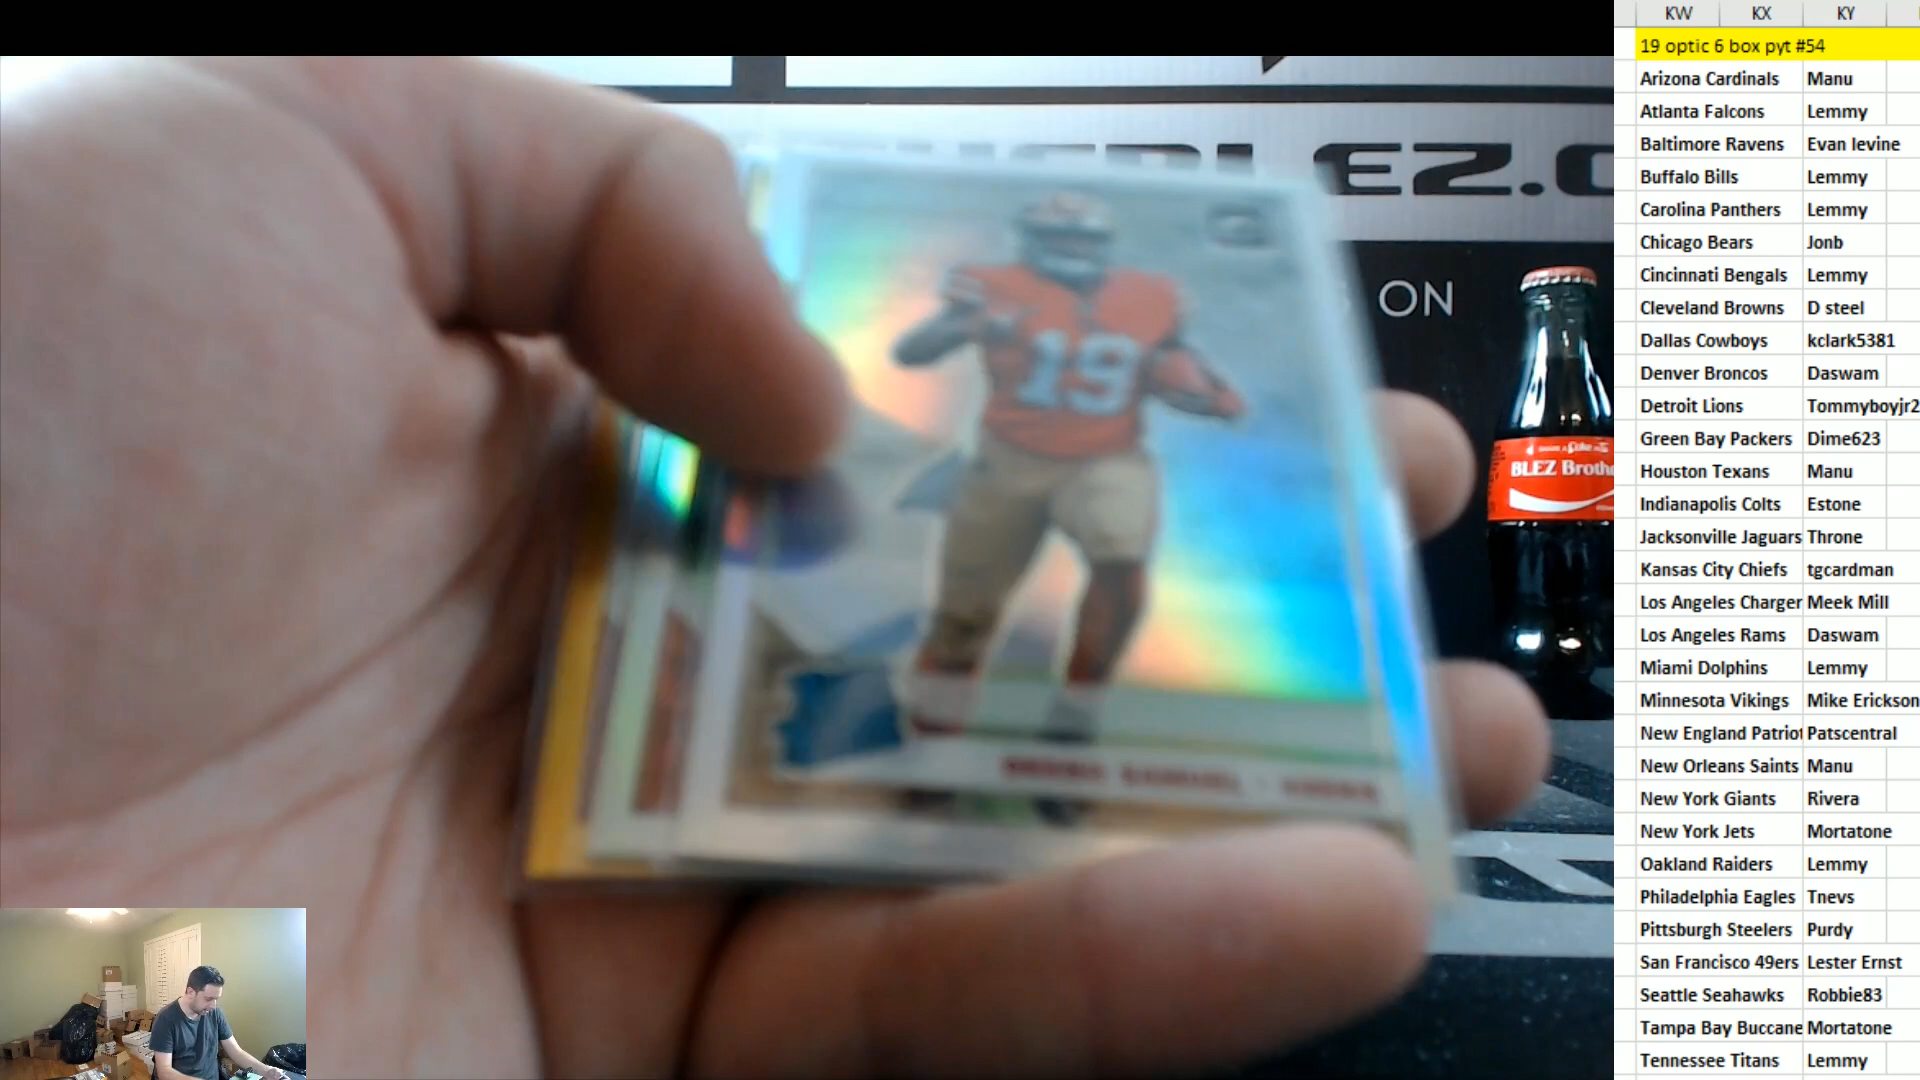 KW KX KY
19 optic 6 box pyt #54
Arizona Cardinals Manu
Atlanta Falcons Lemmy
Baltimore Ravens Evan levine
Buffalo Bills Lemmy
Carolina Panthers Lemmy
Chicago Bears Jonb
Cincinnati Bengals Lemmy
Cleveland Browns D steel
Dallas Cowboys kclark5381
Denver Broncos Daswam
Detroit Lions Tommyboyjr2
Green Bay Packers Dime623
Houston Texans Manu
Indianapolis Colts Estone
Jacksonville Jaguars Throne
Kansas City Chiefs tgcardman
Los Angeles Charger Meek Mill
Los Angeles Rams Daswam
Miami Dolphins Lemmy
Minnesota Vikings Mike Erickson
New England Patriot Patscentral
New Orleans Saints Manu
New York Giants Rivera
New York Jets Mortatone
Oakland Raiders Lemmy
Philadelphia Eagles Tnevs
Pittsburgh Steelers Purdy
San Francisco 49ers Lester Ernst
Seattle Seahawks Robbie83
Tampa Bay Buccane Mortatone
Tennessee Titans Lemmy
BLEZ.C
ON
19
BLEZ Broth